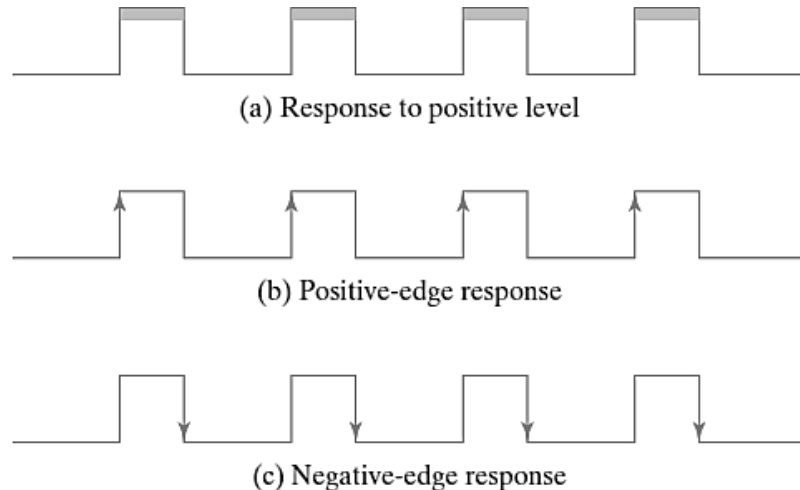 (a) Response to positive level
(b) Positive-edge response
(c) Negative-edge response